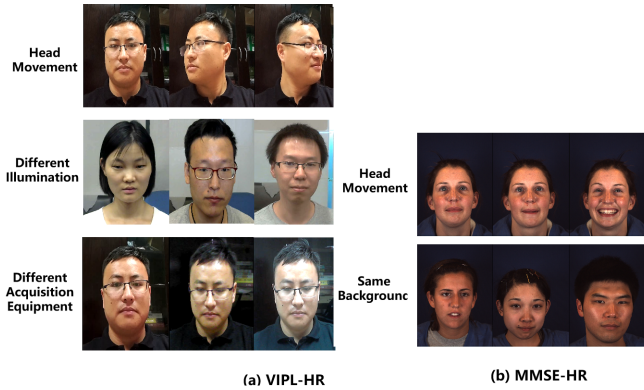 Head
Movement
Different
Illumination
Different
Acquisition
Equipment
(a) VIPL-HR
Head
Movement
Same
Backgrounc
(b) MMSE-HR